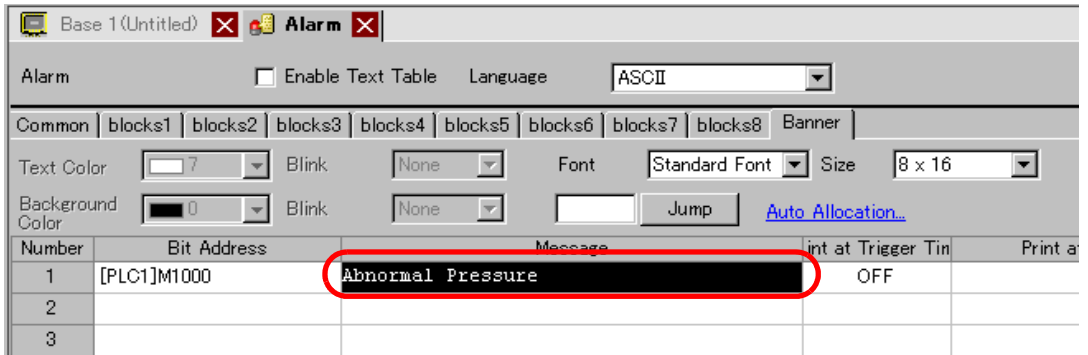 Base 1(Untitled) Alarm
Alarm Enable Text Table Language ASCII
Common blocks1 blocks2 blocks3 blocks4 blocks5 blocks6 blocks7 blocks8 Banner
Text Color 7 Blink None Font Standard Font Size 8 x 16
Background Color 0 Blink None Jump Auto Allocation...
Number Bit Address Message int at Trigger Tin Print a
1 [PLC1]M1000 Abnormal Pressure OFF
2
3